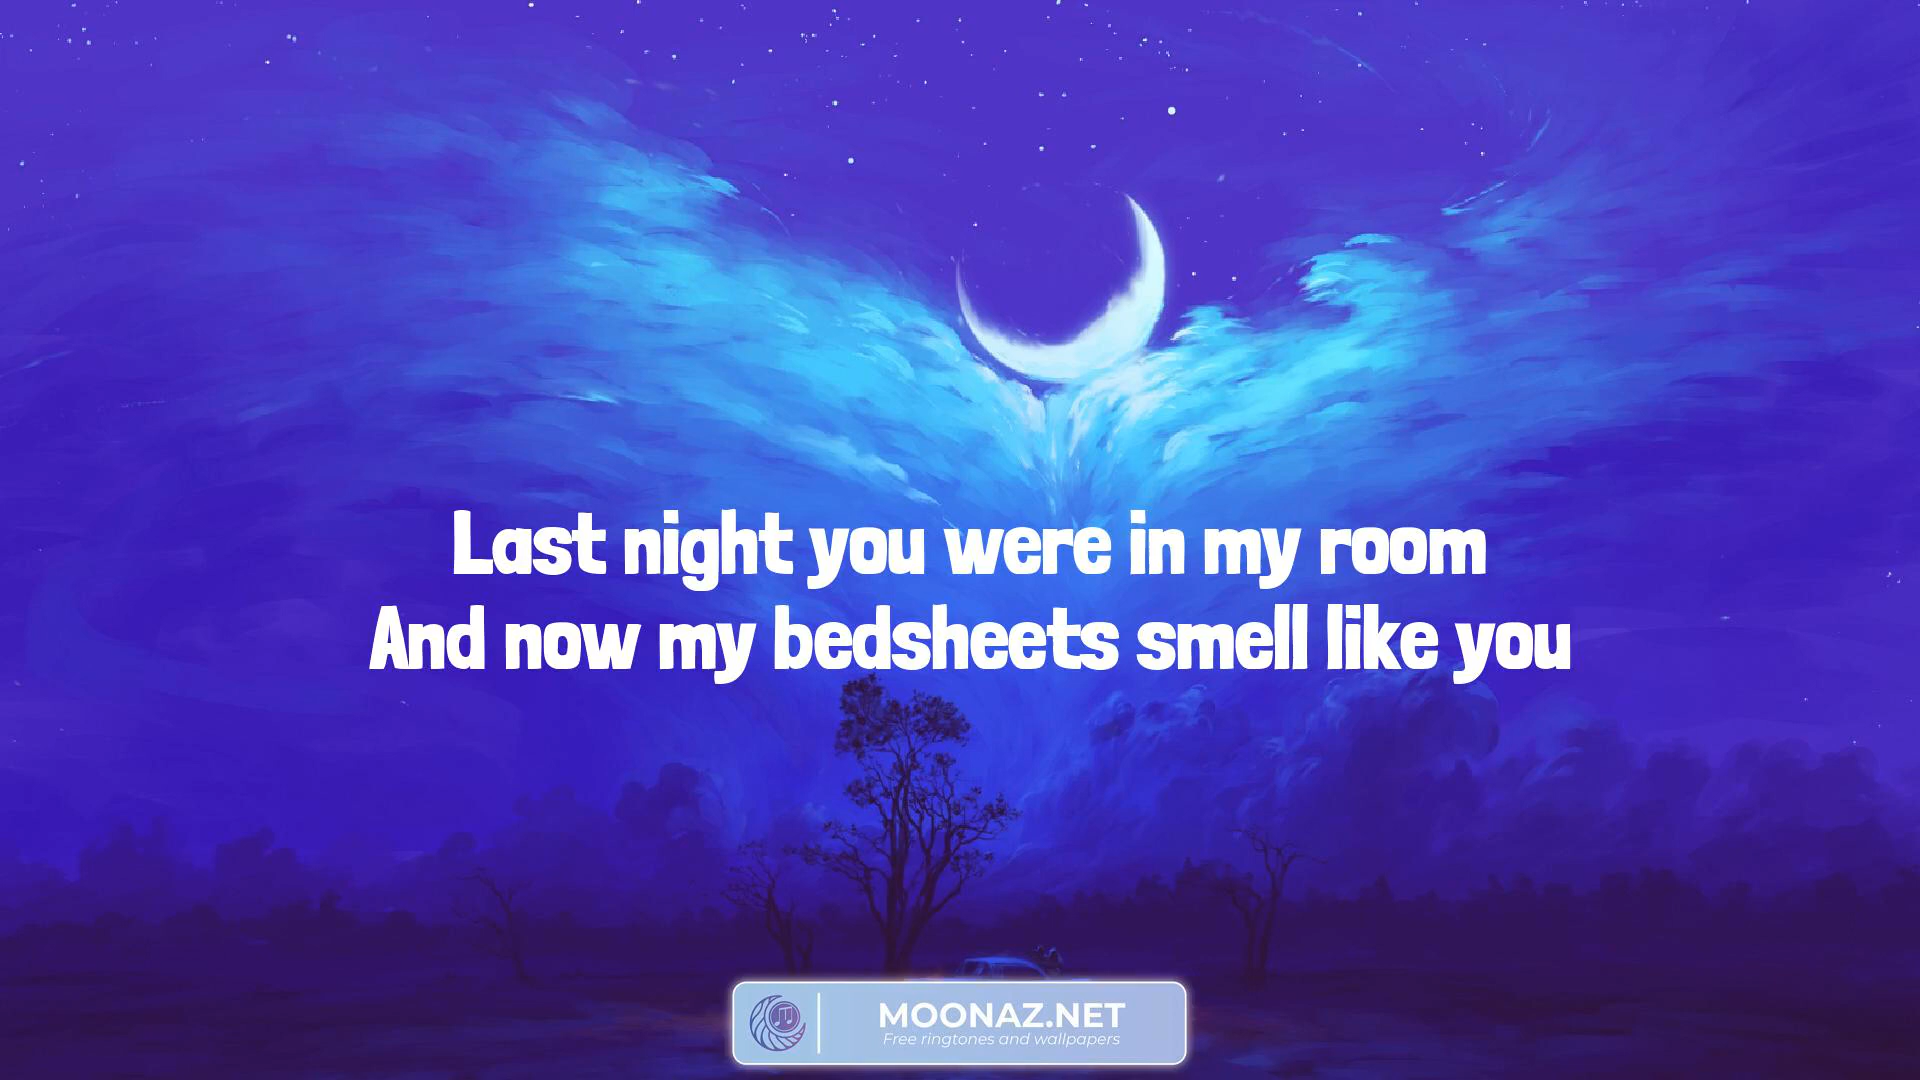 Last night you were in my room
And now my bedsheets smell like you
MOONAZ.NET
Free ringtones and wallpapers